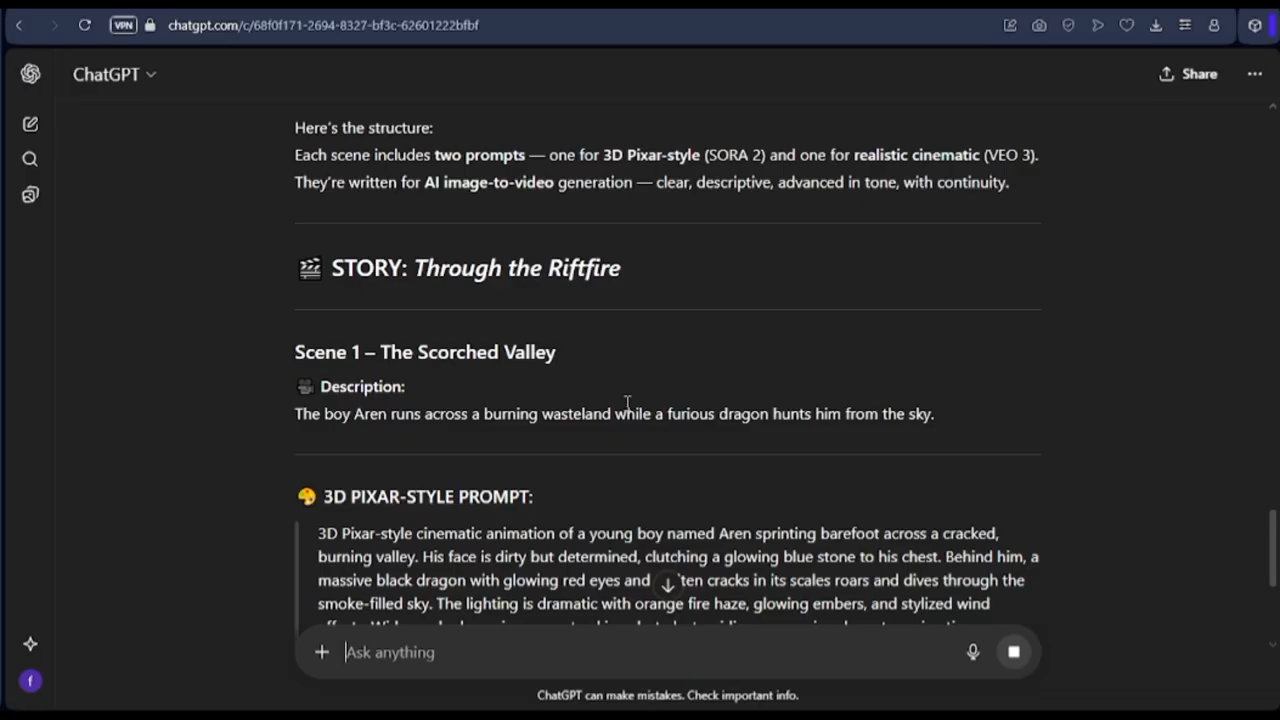 VPN
chatgpt.com/c/68f0f171-2694-8327-bf3c-62601222bfbf
ChatGPT
Share
Here's the structure:
Each scene includes two prompts — one for 3D Pixar-style (SORA 2) and one for realistic cinematic (VEO 3).
They're written for AI image-to-video generation — clear, descriptive, advanced in tone, with continuity.
STORY: Through the Riftfire
Scene 1 – The Scorched Valley
Description:
The boy Aren runs across a burning wasteland while a furious dragon hunts him from the sky.
3D PIXAR-STYLE PROMPT:
3D Pixar-style cinematic animation of a young boy named Aren sprinting barefoot across a cracked,
burning valley. His face is dirty but determined, clutching a glowing blue stone to his chest. Behind him, a
massive black dragon with glowing red eyes and ten cracks in its scales roars and dives through the
smoke-filled sky. The lighting is dramatic with orange fire haze, glowing embers, and stylized wind
Ask anything
f
ChatGPT can make mistakes. Check important info.